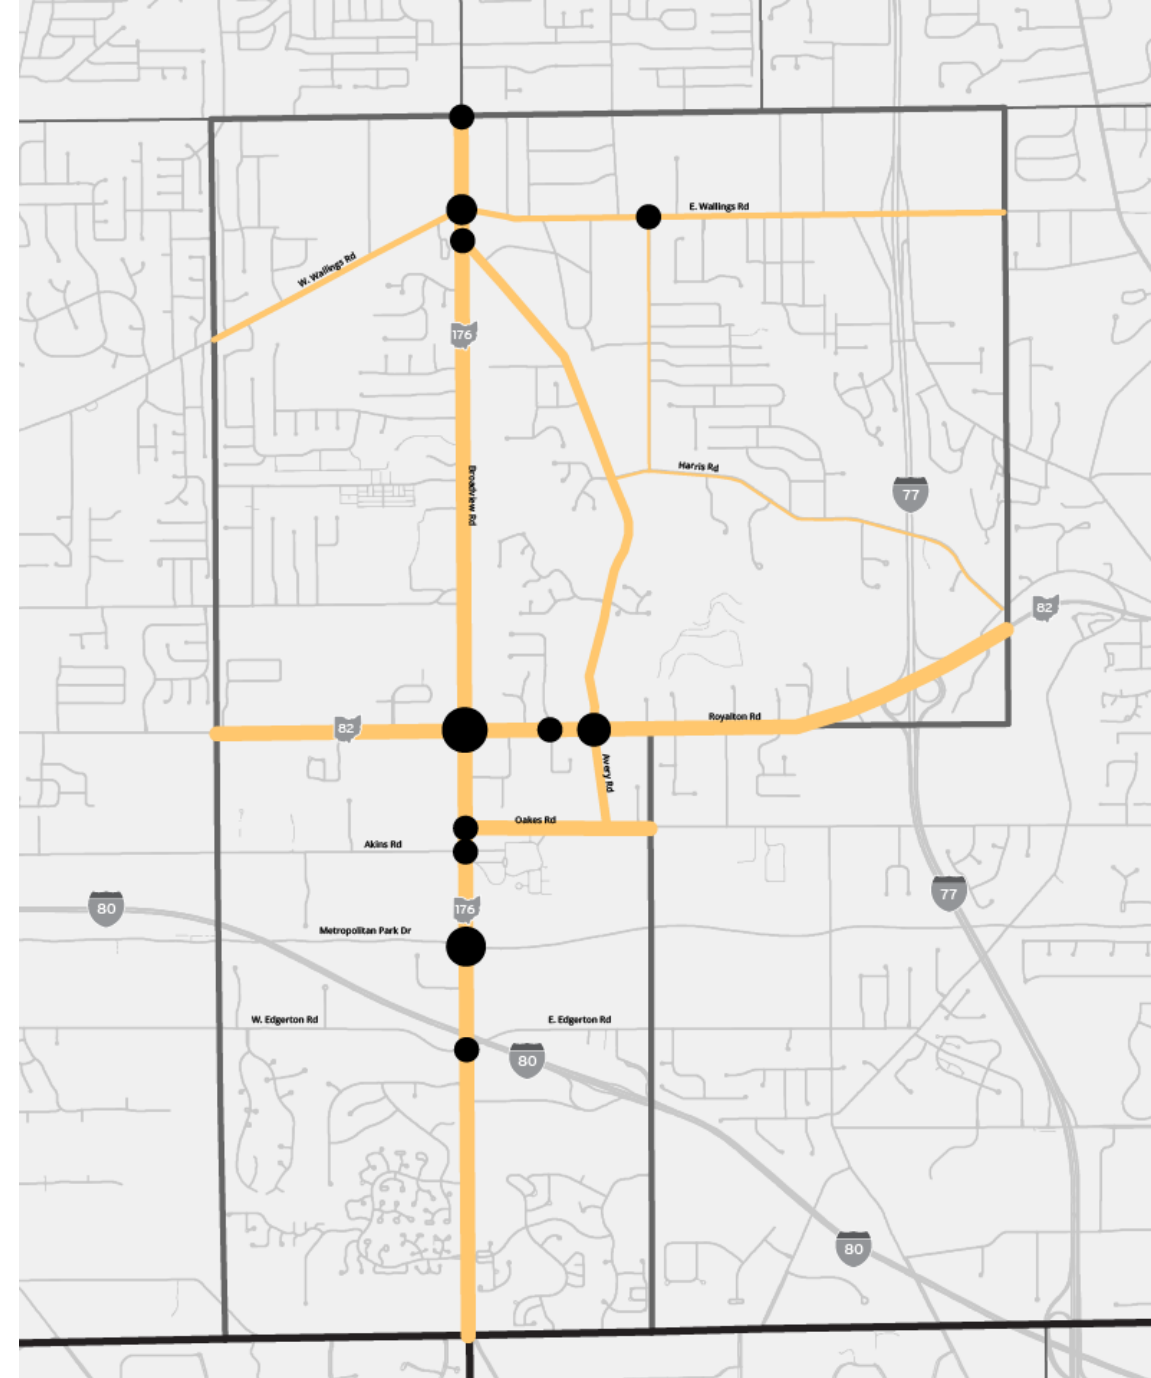 E. Wallings Rd
W. Wallings Rd
176
Broadview Rd
Harris Rd
77
82
Royalton Rd
82
Avery Rd
Oakes Rd
Akins Rd
77
80
176
Metropolitan Park Dr
W. Edgerton Rd
E. Edgerton Rd
80
80